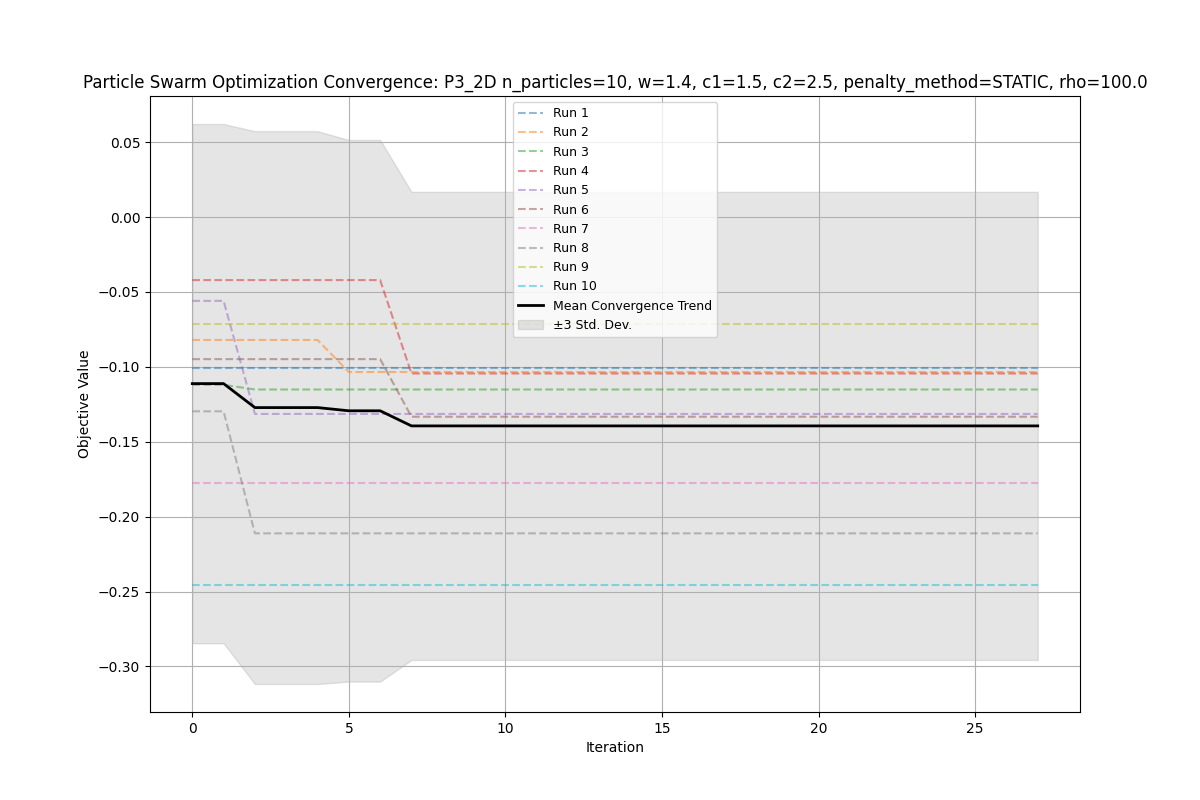 Particle Swarm Optimization Convergence: P3_2D n_particles=10, w=1.4, c1=1.5, c2=2.5, penalty_method=STATIC, rho=100.0
Run 1
Run 2
Run 3
Run 4
Run 5
Run 6
Run 7
Run 8
Run 9
Run 10
Mean Convergence Trend
±3 Std. Dev.
Objective Value
0.05
0.00
−0.05
−0.10
−0.15
−0.20
−0.25
−0.30
0 5 10 15 20 25
Iteration